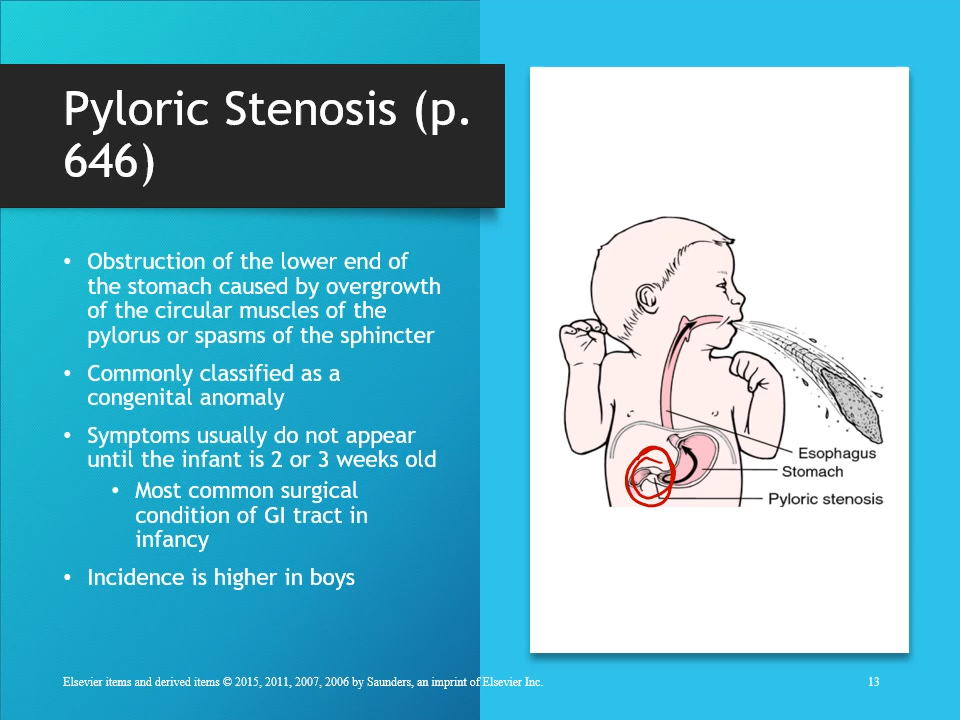 Pyloric Stenosis (p.
646)
• Obstruction of the lower end of
the stomach caused by overgrowth
of the circular muscles of the
pylorus or spasms of the sphincter
• Commonly classified as a
congenital anomaly
• Symptoms usually do not appear
until the infant is 2 or 3 weeks old
• Most common surgical
condition of GI tract in
infancy
• Incidence is higher in boys
Esophagus
Stomach
Pyloric stenosis
Elsevier items and derived items © 2015, 2011, 2007, 2006 by Saunders, an imprint of Elsevier Inc.
13